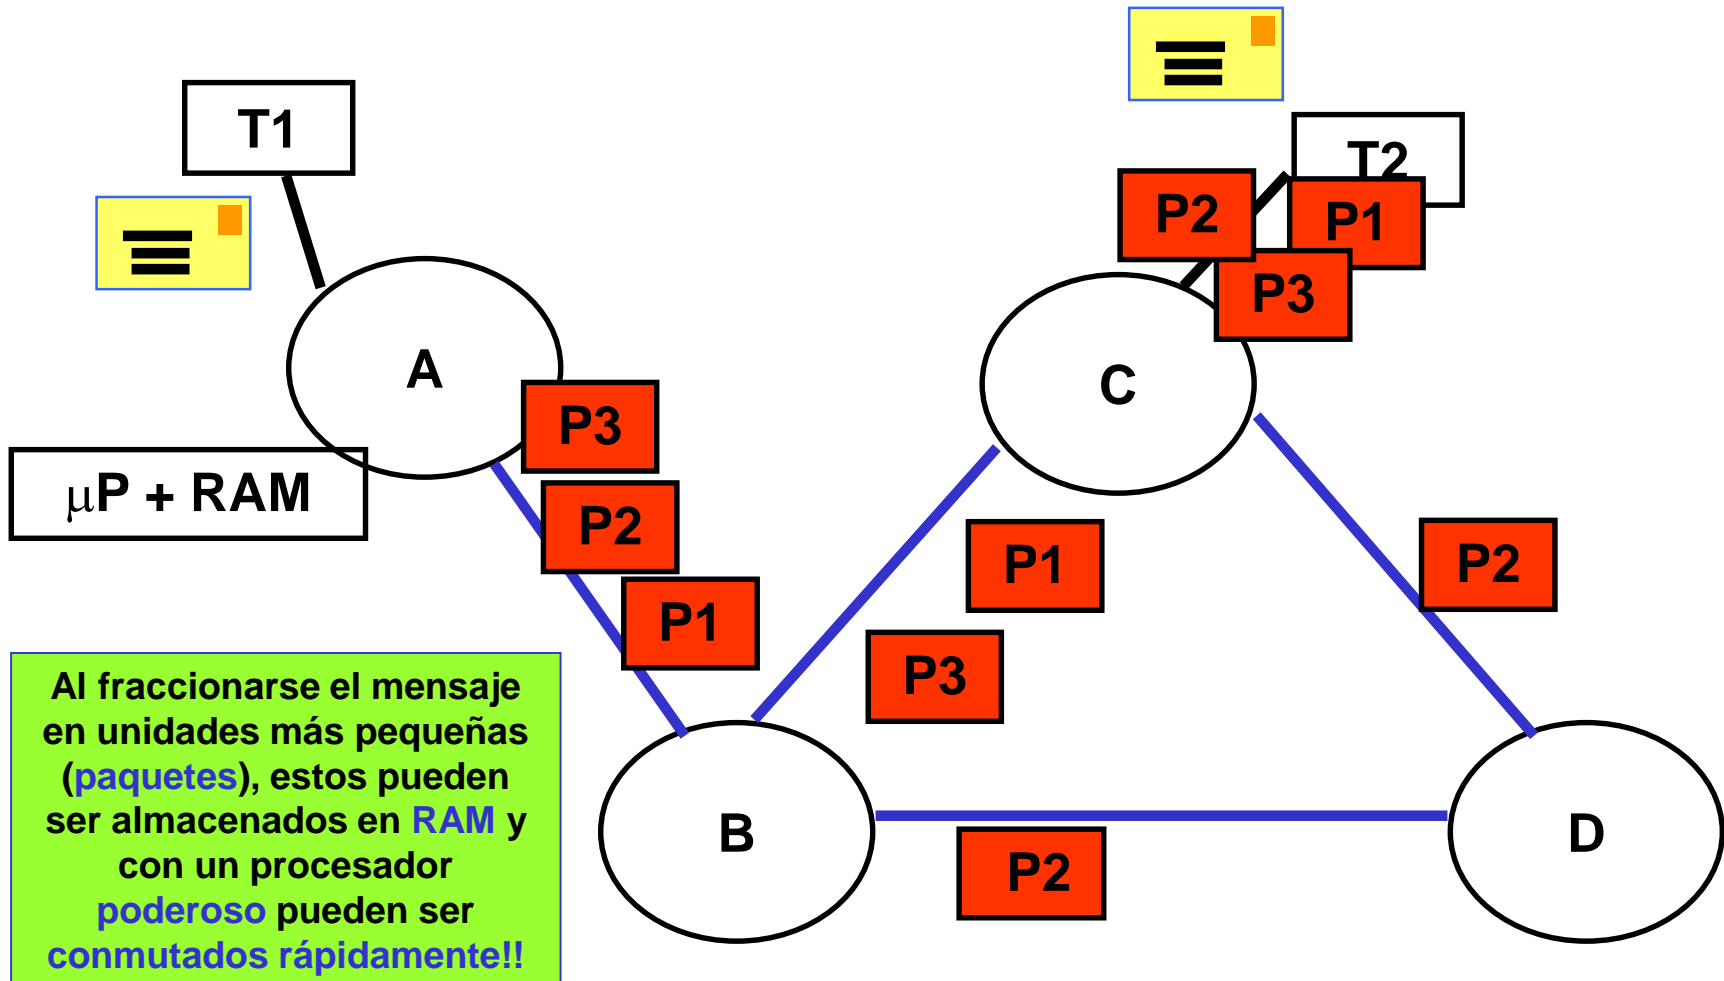 T1
T2
P2
P1
P3
A
C
P3
μP + RAM
P2
P1
P2
P1
P3
Al fraccionarse el mensaje
en unidades más pequeñas
(paquetes), estos pueden
ser almacenados en RAM y
con un procesador
poderoso pueden ser
conmutados rápidamente!!
B
D
P2